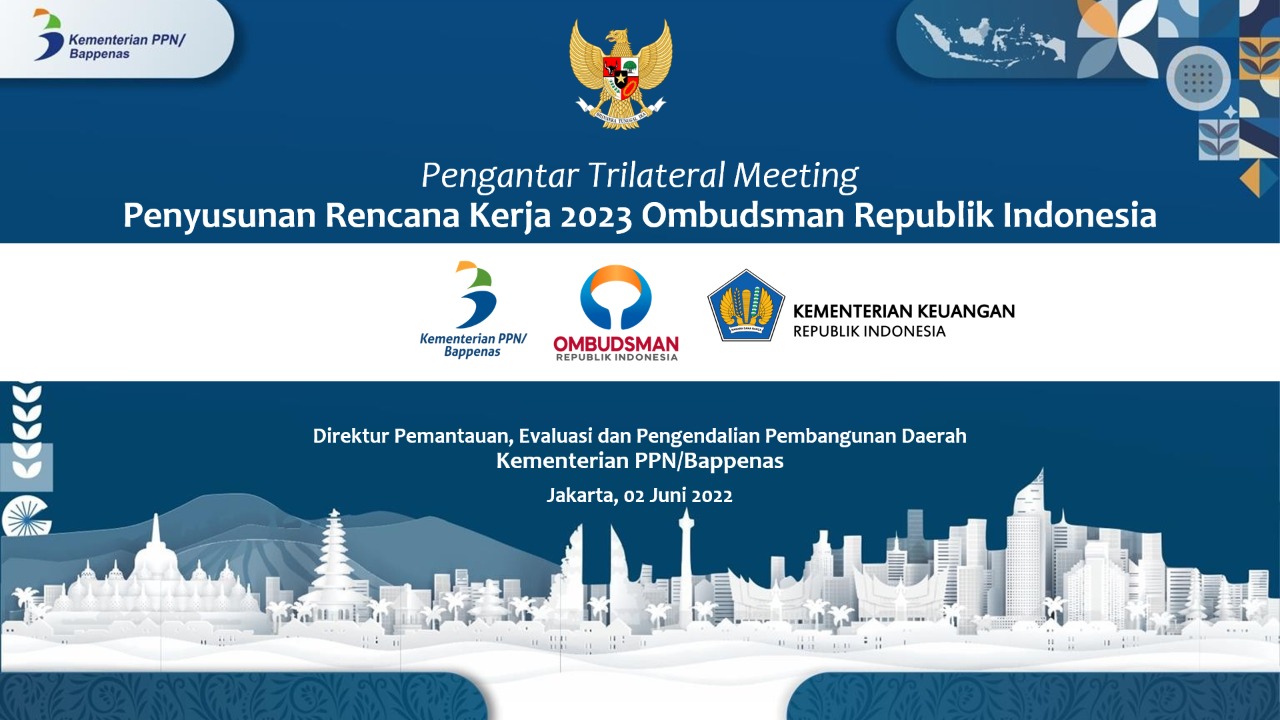 Kementerian PPN/
Bappenas
Pengantar Trilateral Meeting
Penyusunan Rencana Kerja 2023 Ombudsman Republik Indonesia
Kementerian PPN/
Bappenas
OMBUDSMAN
REPUBLIK INDONESIA
KEMENTERIAN KEUANGAN
REPUBLIK INDONESIA
Direktur Pemantauan, Evaluasi dan Pengendalian Pembangunan Daerah
Kementerian PPN/Bappenas
Jakarta, 02 Juni 2022